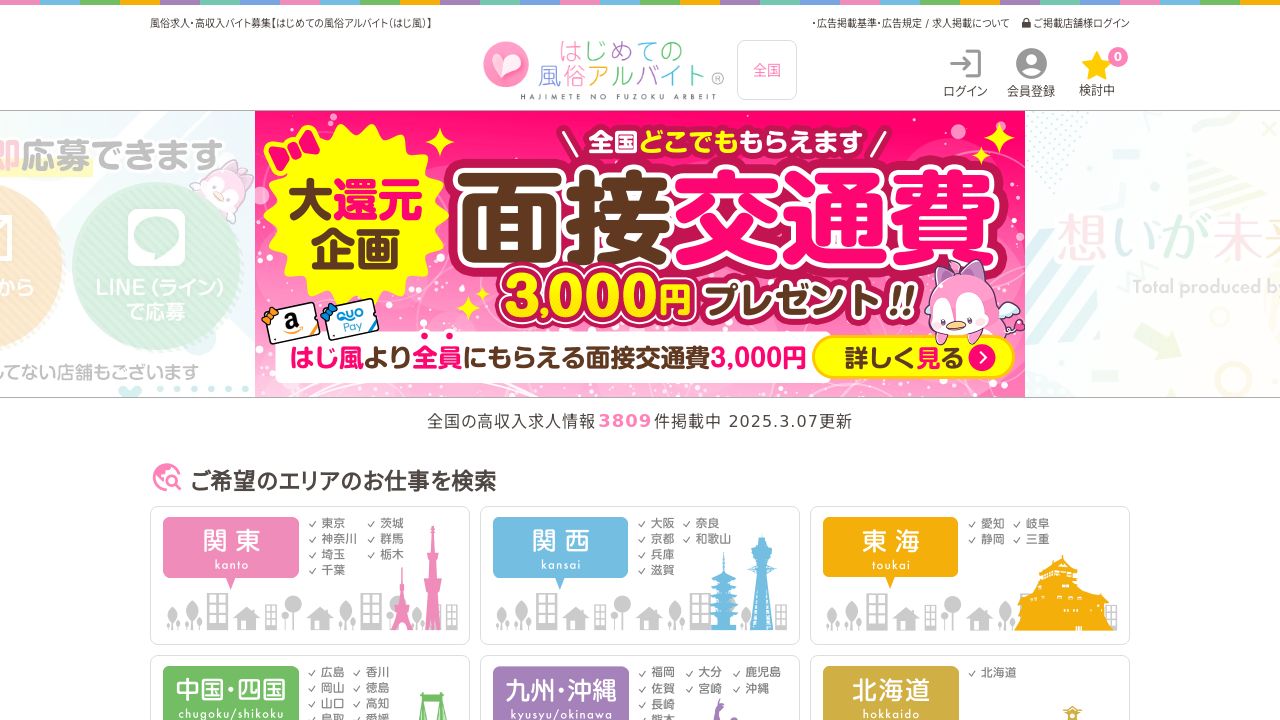 風俗求人・高収入バイト募集【はじめての風俗アルバイト（はじ風）】
・広告掲載基準・広告規定 / 求人掲載について ご掲載店舗様ログイン
はじめての
風俗アルバイト®
HAJIMETE NO FUZOKU ARBEIT
全国
ログイン
会員登録
0
検討中
即応募できます
から
LINE（ライン）
で応募
してない店舗もございます
\ 全国どこでももらえます /
大還元
企画
面接交通費
3,000円プレゼント!!
a
QUO
Pay
はじ風より全員にもらえる面接交通費3,000円
詳しく見る
想いが未来
Total produced by
全国の高収入求人情報 3809 件掲載中 2025.3.07更新
ご希望のエリアのお仕事を検索
関東
kanto
東京
神奈川
埼玉
千葉
茨城
群馬
栃木
関西
kansai
大阪
京都
兵庫
滋賀
奈良
和歌山
東海
toukai
愛知
静岡
岐阜
三重
中国・四国
chugoku/shikoku
広島
岡山
山口
鳥取
香川
徳島
高知
愛媛
九州・沖縄
kyusyu/okinawa
福岡
佐賀
長崎
熊本
大分
宮崎
鹿児島
沖縄
北海道
hokkaido
北海道